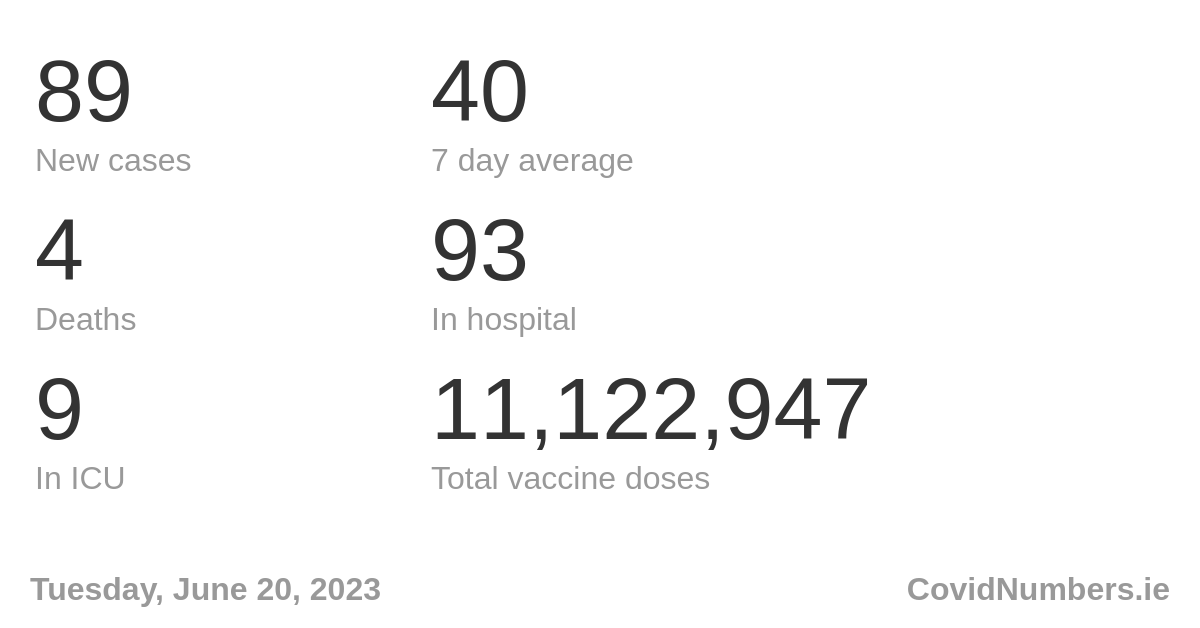 89
40
New cases
7 day average
4
93
Deaths
In hospital
9
11,122,947
In ICU
Total vaccine doses
Tuesday, June 20, 2023
CovidNumbers.ie